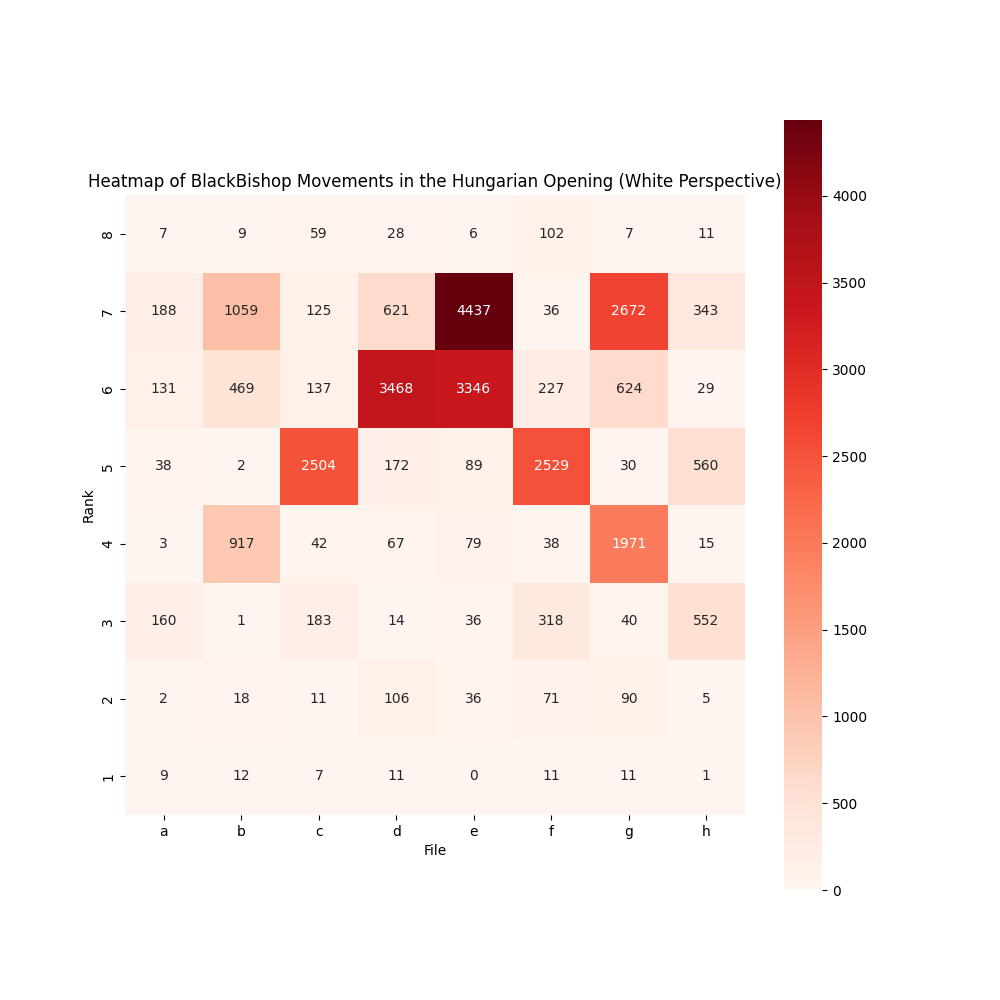 Heatmap of BlackBishop Movements in the Hungarian Opening (White Perspective)
8 7 9 59 28 6 102 7 11
7 188 1059 125 621 4437 36 2672 343
6 131 469 137 3468 3346 227 624 29
5 38 2 2504 172 89 2529 30 560
4 3 917 42 67 79 38 1971 15
3 160 1 183 14 36 318 40 552
2 2 18 11 106 36 71 90 5
1 9 12 7 11 0 11 11 1
a b c d e f g h
File
Rank
4000
3500
3000
2500
2000
1500
1000
500
0